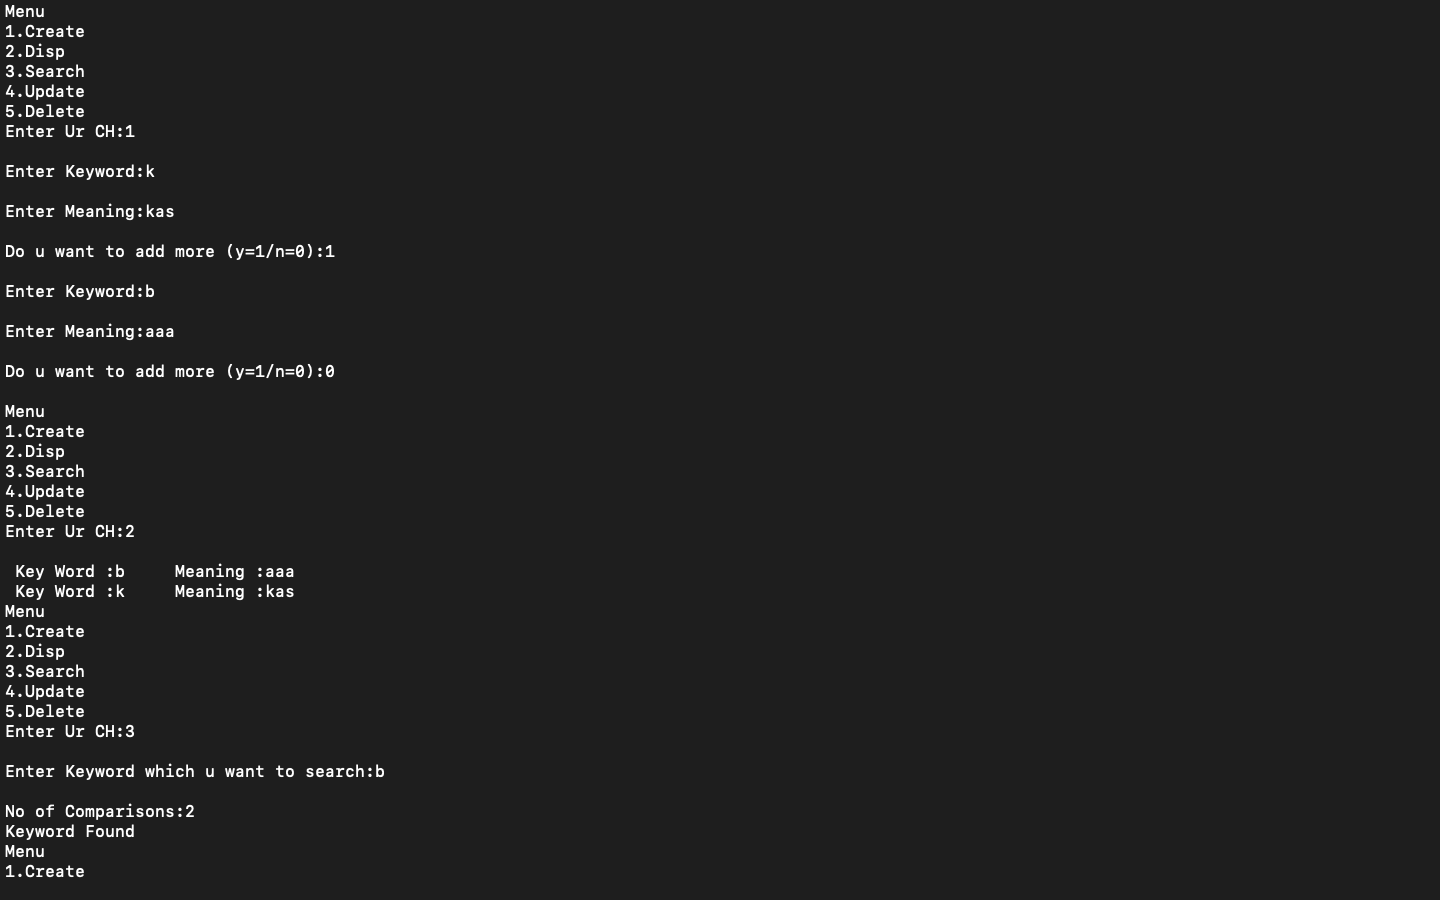 Menu
1.Create
2.Disp
3.Search
4.Update
5.Delete
Enter Ur CH:1
Enter Keyword:k
Enter Meaning:kas
Do u want to add more (y=1/n=0):1
Enter Keyword:b
Enter Meaning:aaa
Do u want to add more (y=1/n=0):0
Menu
1.Create
2.Disp
3.Search
4.Update
5.Delete
Enter Ur CH:2
Key Word :b     Meaning :aaa
Key Word :k     Meaning :kas
Menu
1.Create
2.Disp
3.Search
4.Update
5.Delete
Enter Ur CH:3
Enter Keyword which u want to search:b
No of Comparisons:2
Keyword Found
Menu
1.Create